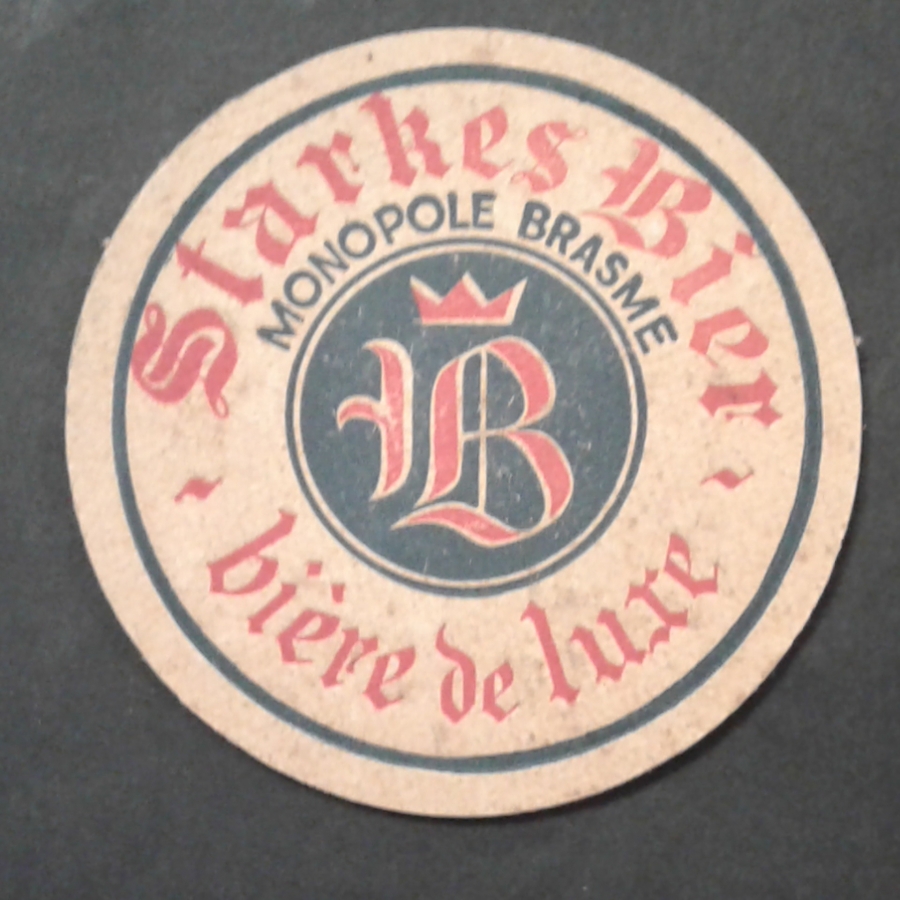 Starkes Bier
MONOPOLE BRASME
B
bière de luxe